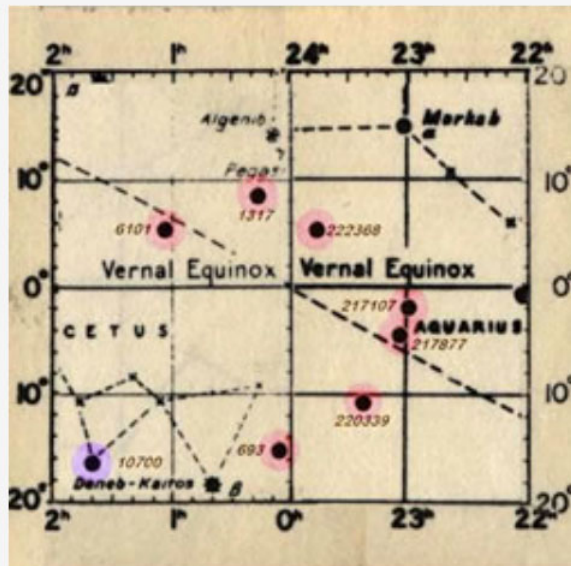 2ʰ 1ʰ 24ʰ 23ʰ 22ʰ
20° 20°
β
Algenib
γ
Markab
α
Pegas
10° 10°
1317
6101
222368
0° Vernal Equinox Vernal Equinox 0°
217107
CETUS AQUARIUS
217877
10° 10°
220339
10700 693
Deneb-Kaitos β
20° 20°
2ʰ 1ʰ 0ʰ 23ʰ 22ʰ